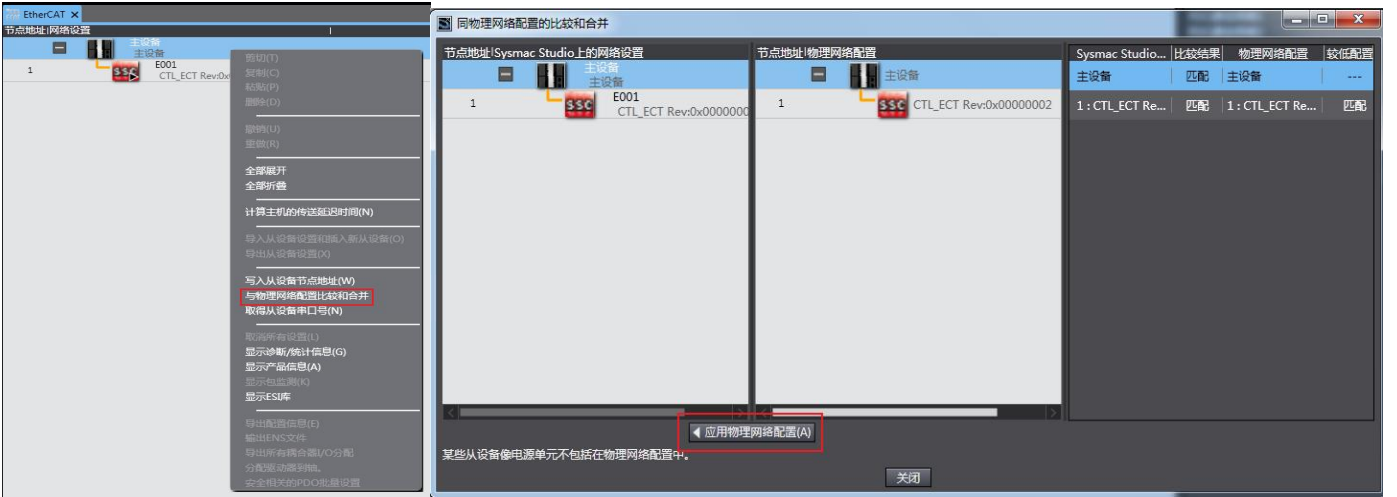 EtherCAT ×
节点地址|网络设置
主设备
主设备
1
E001
CTL_ECT Rev:0x
剪切(T)
复制(C)
粘贴(P)
删除(D)
撤销(U)
重做(R)
全部展开
全部折叠
计算主机的传送延迟时间(N)
导入从设备设置和插入新从设备(O)
导出从设备设置(X)
写入从设备节点地址(W)
与物理网络配置比较和合并
取得从设备串口号(N)
取消所有设置(L)
显示诊断/统计信息(G)
显示产品信息(A)
显示包监测(K)
显示ESI库
导出配置信息(E)
输出ENS文件
导出所有耦合器I/O分配
分配驱动器到轴。
安全相关的PDO批量设置
同物理网络配置的比较和合并
节点地址|Sysmac Studio上的网络设置
主设备
主设备
1
SSC
E001
CTL_ECT Rev:0x0000000
节点地址|物理网络配置
主设备
1
SSC
CTL_ECT Rev:0x00000002
Sysmac Studio... 比较结果 物理网络配置 较低配置
主设备 匹配 主设备 ---
1 : CTL_ECT Re... 匹配 1 : CTL_ECT Re... 匹配
应用物理网络配置(A)
某些从设备像电源单元不包括在物理网络配置中。
关闭